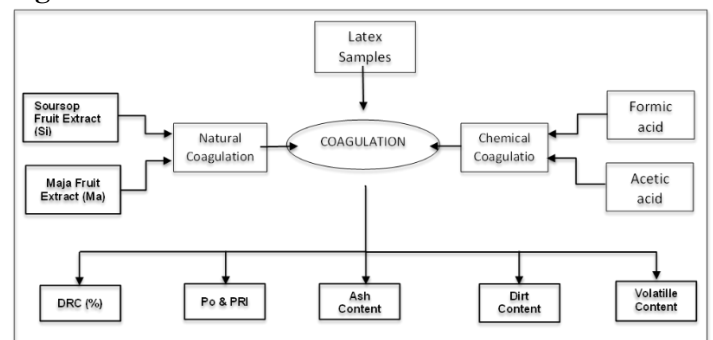 Latex
Samples
Soursop
Fruit Extract
(Si)
Natural
Coagulation
COAGULATION
Chemical
Coagulatio
Formic
acid
Maja Fruit
Extract (Ma)
Acetic
acid
DRC (%)
Po & PRI
Ash
Content
Dirt
Content
Volatille
Content